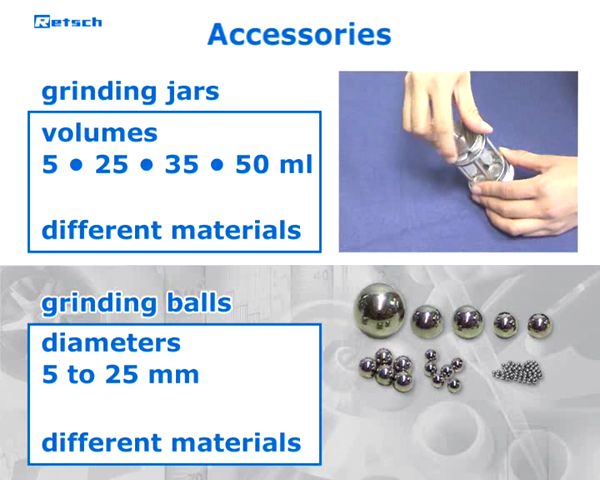 Retsch
Accessories
grinding jars
volumes
5 • 25 • 35 • 50 ml
different materials
grinding balls
diameters
5 to 25 mm
different materials